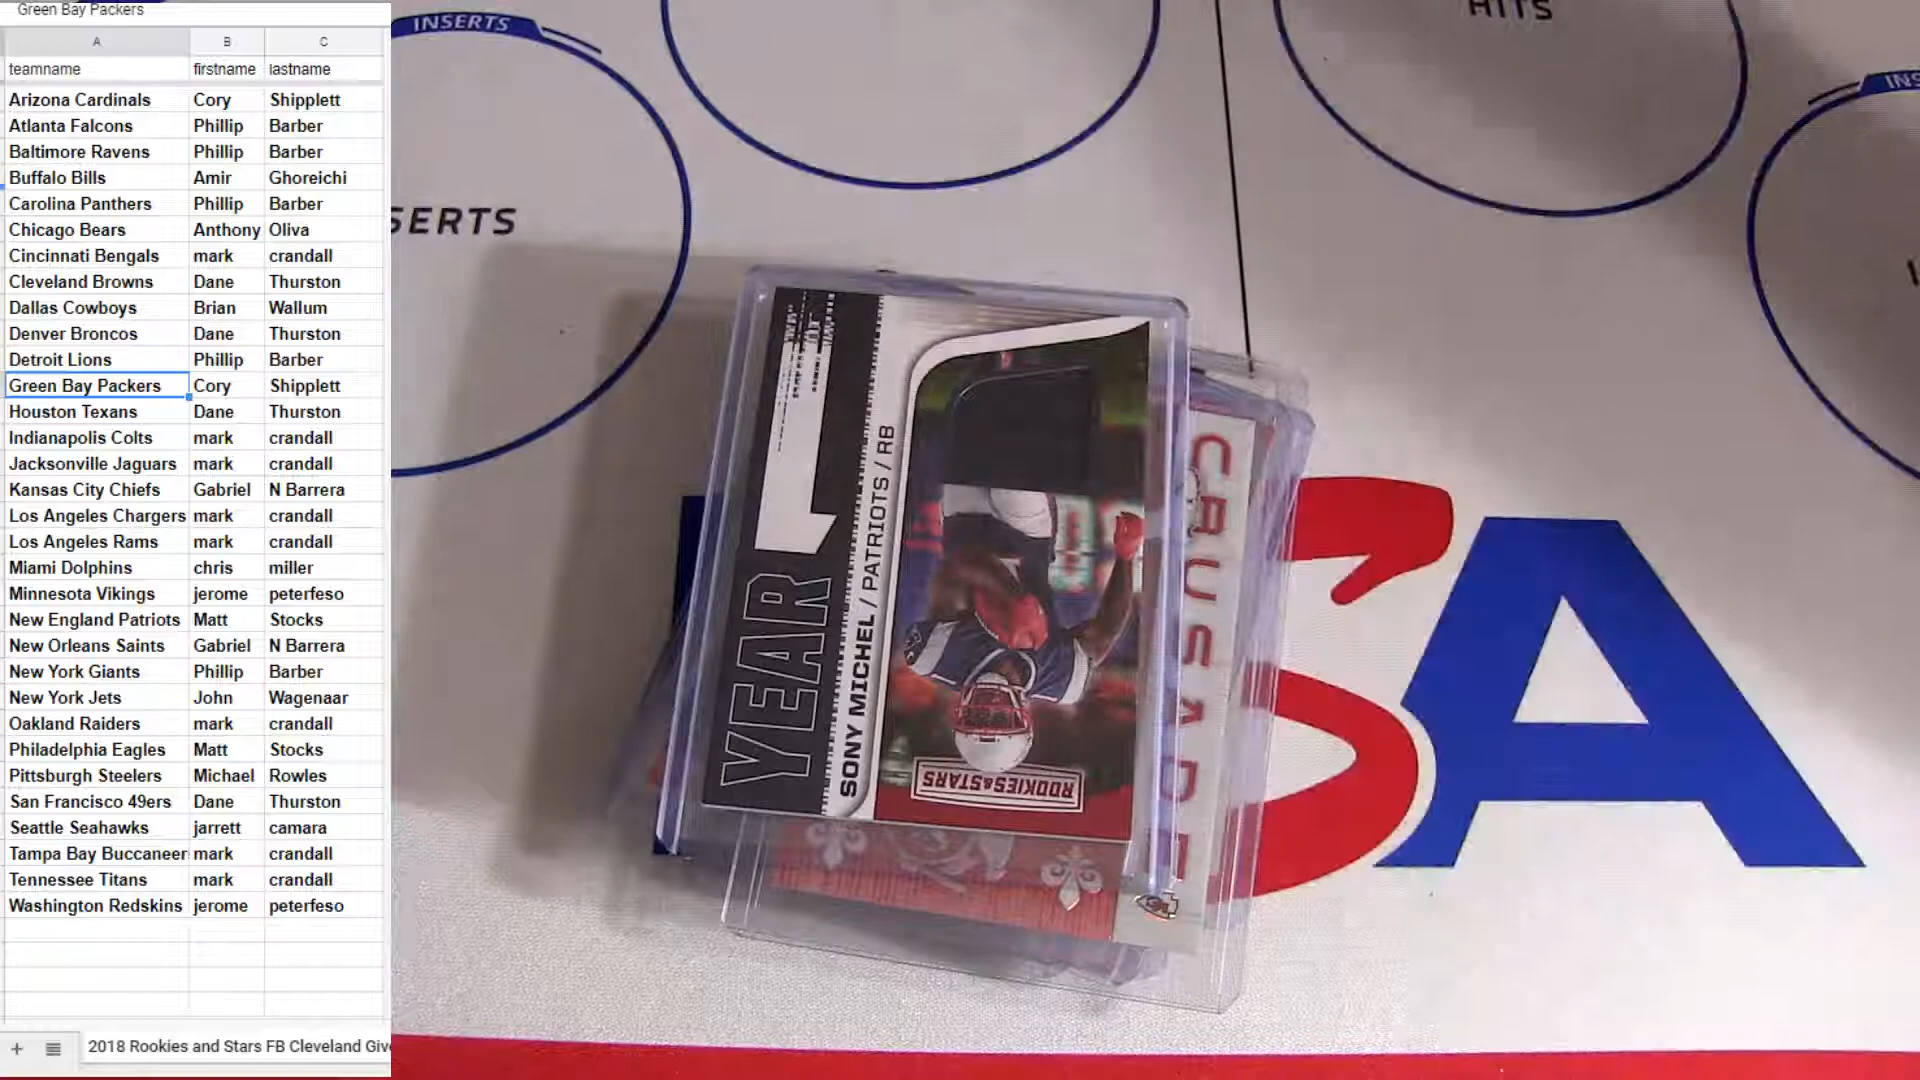 Green Bay Packers
A B C
teamname firstname lastname
Arizona Cardinals Cory Shipplett
Atlanta Falcons Phillip Barber
Baltimore Ravens Phillip Barber
Buffalo Bills Amir Ghoreichi
Carolina Panthers Phillip Barber
Chicago Bears Anthony Oliva
Cincinnati Bengals mark crandall
Cleveland Browns Dane Thurston
Dallas Cowboys Brian Wallum
Denver Broncos Dane Thurston
Detroit Lions Phillip Barber
Green Bay Packers Cory Shipplett
Houston Texans Dane Thurston
Indianapolis Colts mark crandall
Jacksonville Jaguars mark crandall
Kansas City Chiefs Gabriel N Barrera
Los Angeles Chargers mark crandall
Los Angeles Rams mark crandall
Miami Dolphins chris miller
Minnesota Vikings jerome peterfeso
New England Patriots Matt Stocks
New Orleans Saints Gabriel N Barrera
New York Giants Phillip Barber
New York Jets John Wagenaar
Oakland Raiders mark crandall
Philadelphia Eagles Matt Stocks
Pittsburgh Steelers Michael Rowles
San Francisco 49ers Dane Thurston
Seattle Seahawks jarrett camara
Tampa Bay Buccaneer mark crandall
Tennessee Titans mark crandall
Washington Redskins jerome peterfeso
2018 Rookies and Stars FB Cleveland Giv
INSERTS
SERTS
HITS
INS
YEAR 1
SONY MICHEL / PATRIOTS / RB
ROOKIES & STARS
CRUSADE
SA